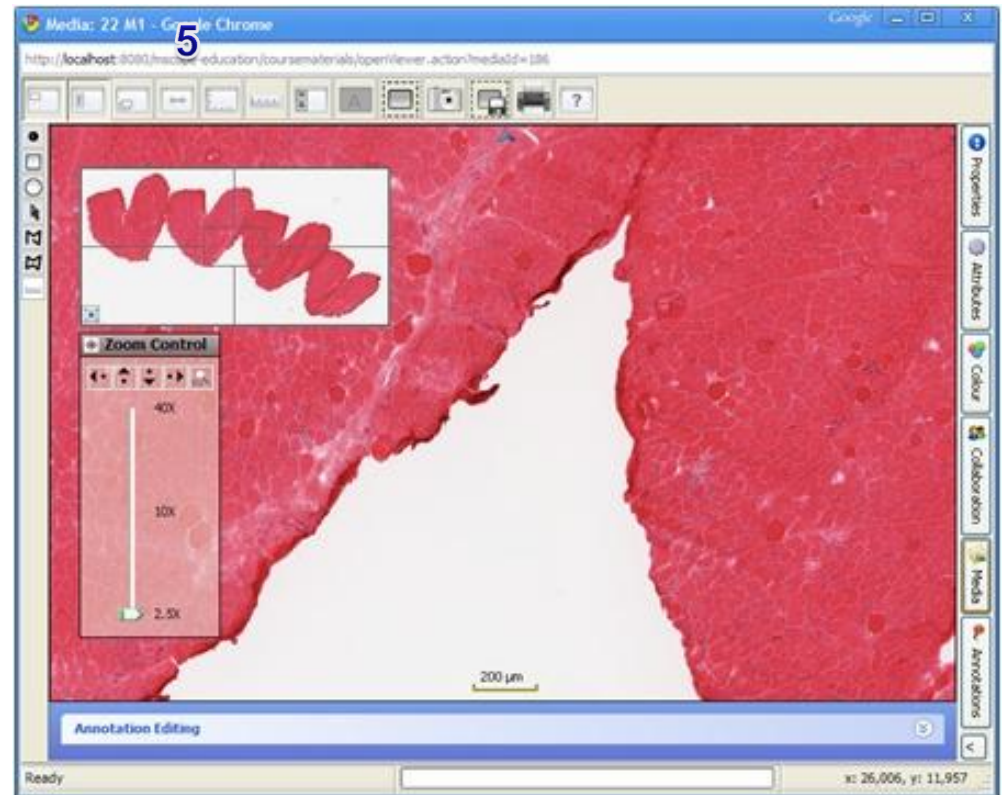 Media: 22 M1 - Google Chrome
Google
5
http://localhost:8080/nscope-education/coursematerials/openViewer.action?mediaId=186
A
?
Zoom Control
40X
10X
2.5X
200 µm
Properties
Attributes
Colour
Collaboration
Media
Annotations
<
Annotation Editing
Ready
x: 26,006, y: 11,957